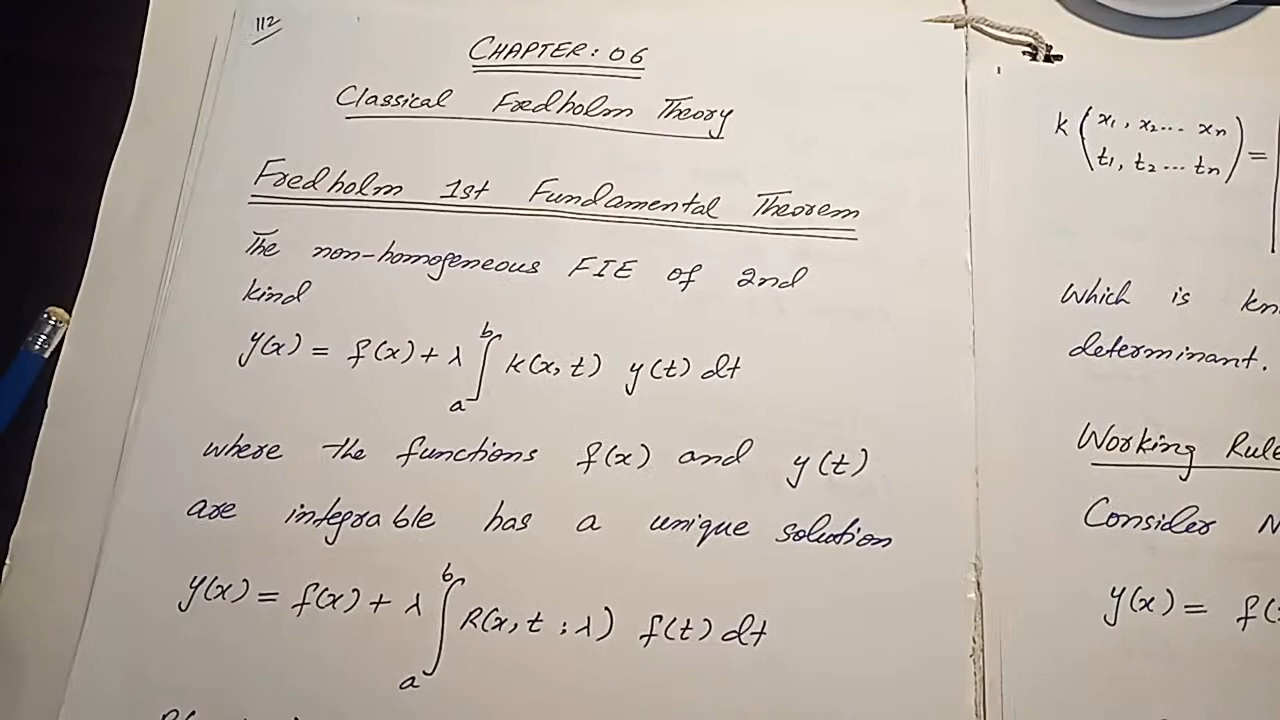 112
CHAPTER: 06
Classical Fredholm Theory
Fredholm 1st Fundamental Theorem
The non-homogeneous FIE of 2nd
kind
y(x) = f(x) + λ ∫_a^b K(x, t) y(t) dt
where the functions f(x) and y(t)
are integrable has a unique solution
y(x) = f(x) + λ ∫_a^b R(x, t ; λ) f(t) dt
K (x1, x2 ... xn
t1, t2 ... tn) = |
Which is
determinant.
Working Rule
Consider N
y(x) = f(